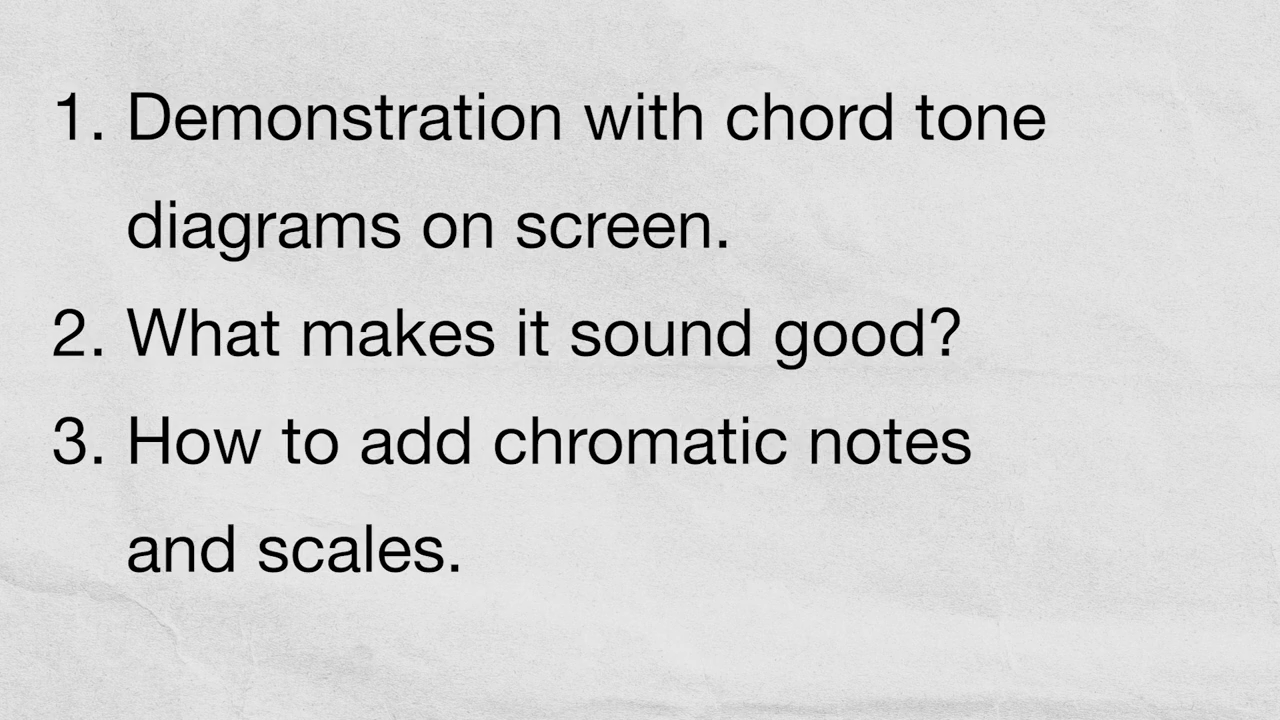 1. Demonstration with chord tone
diagrams on screen.
2. What makes it sound good?
3. How to add chromatic notes
and scales.